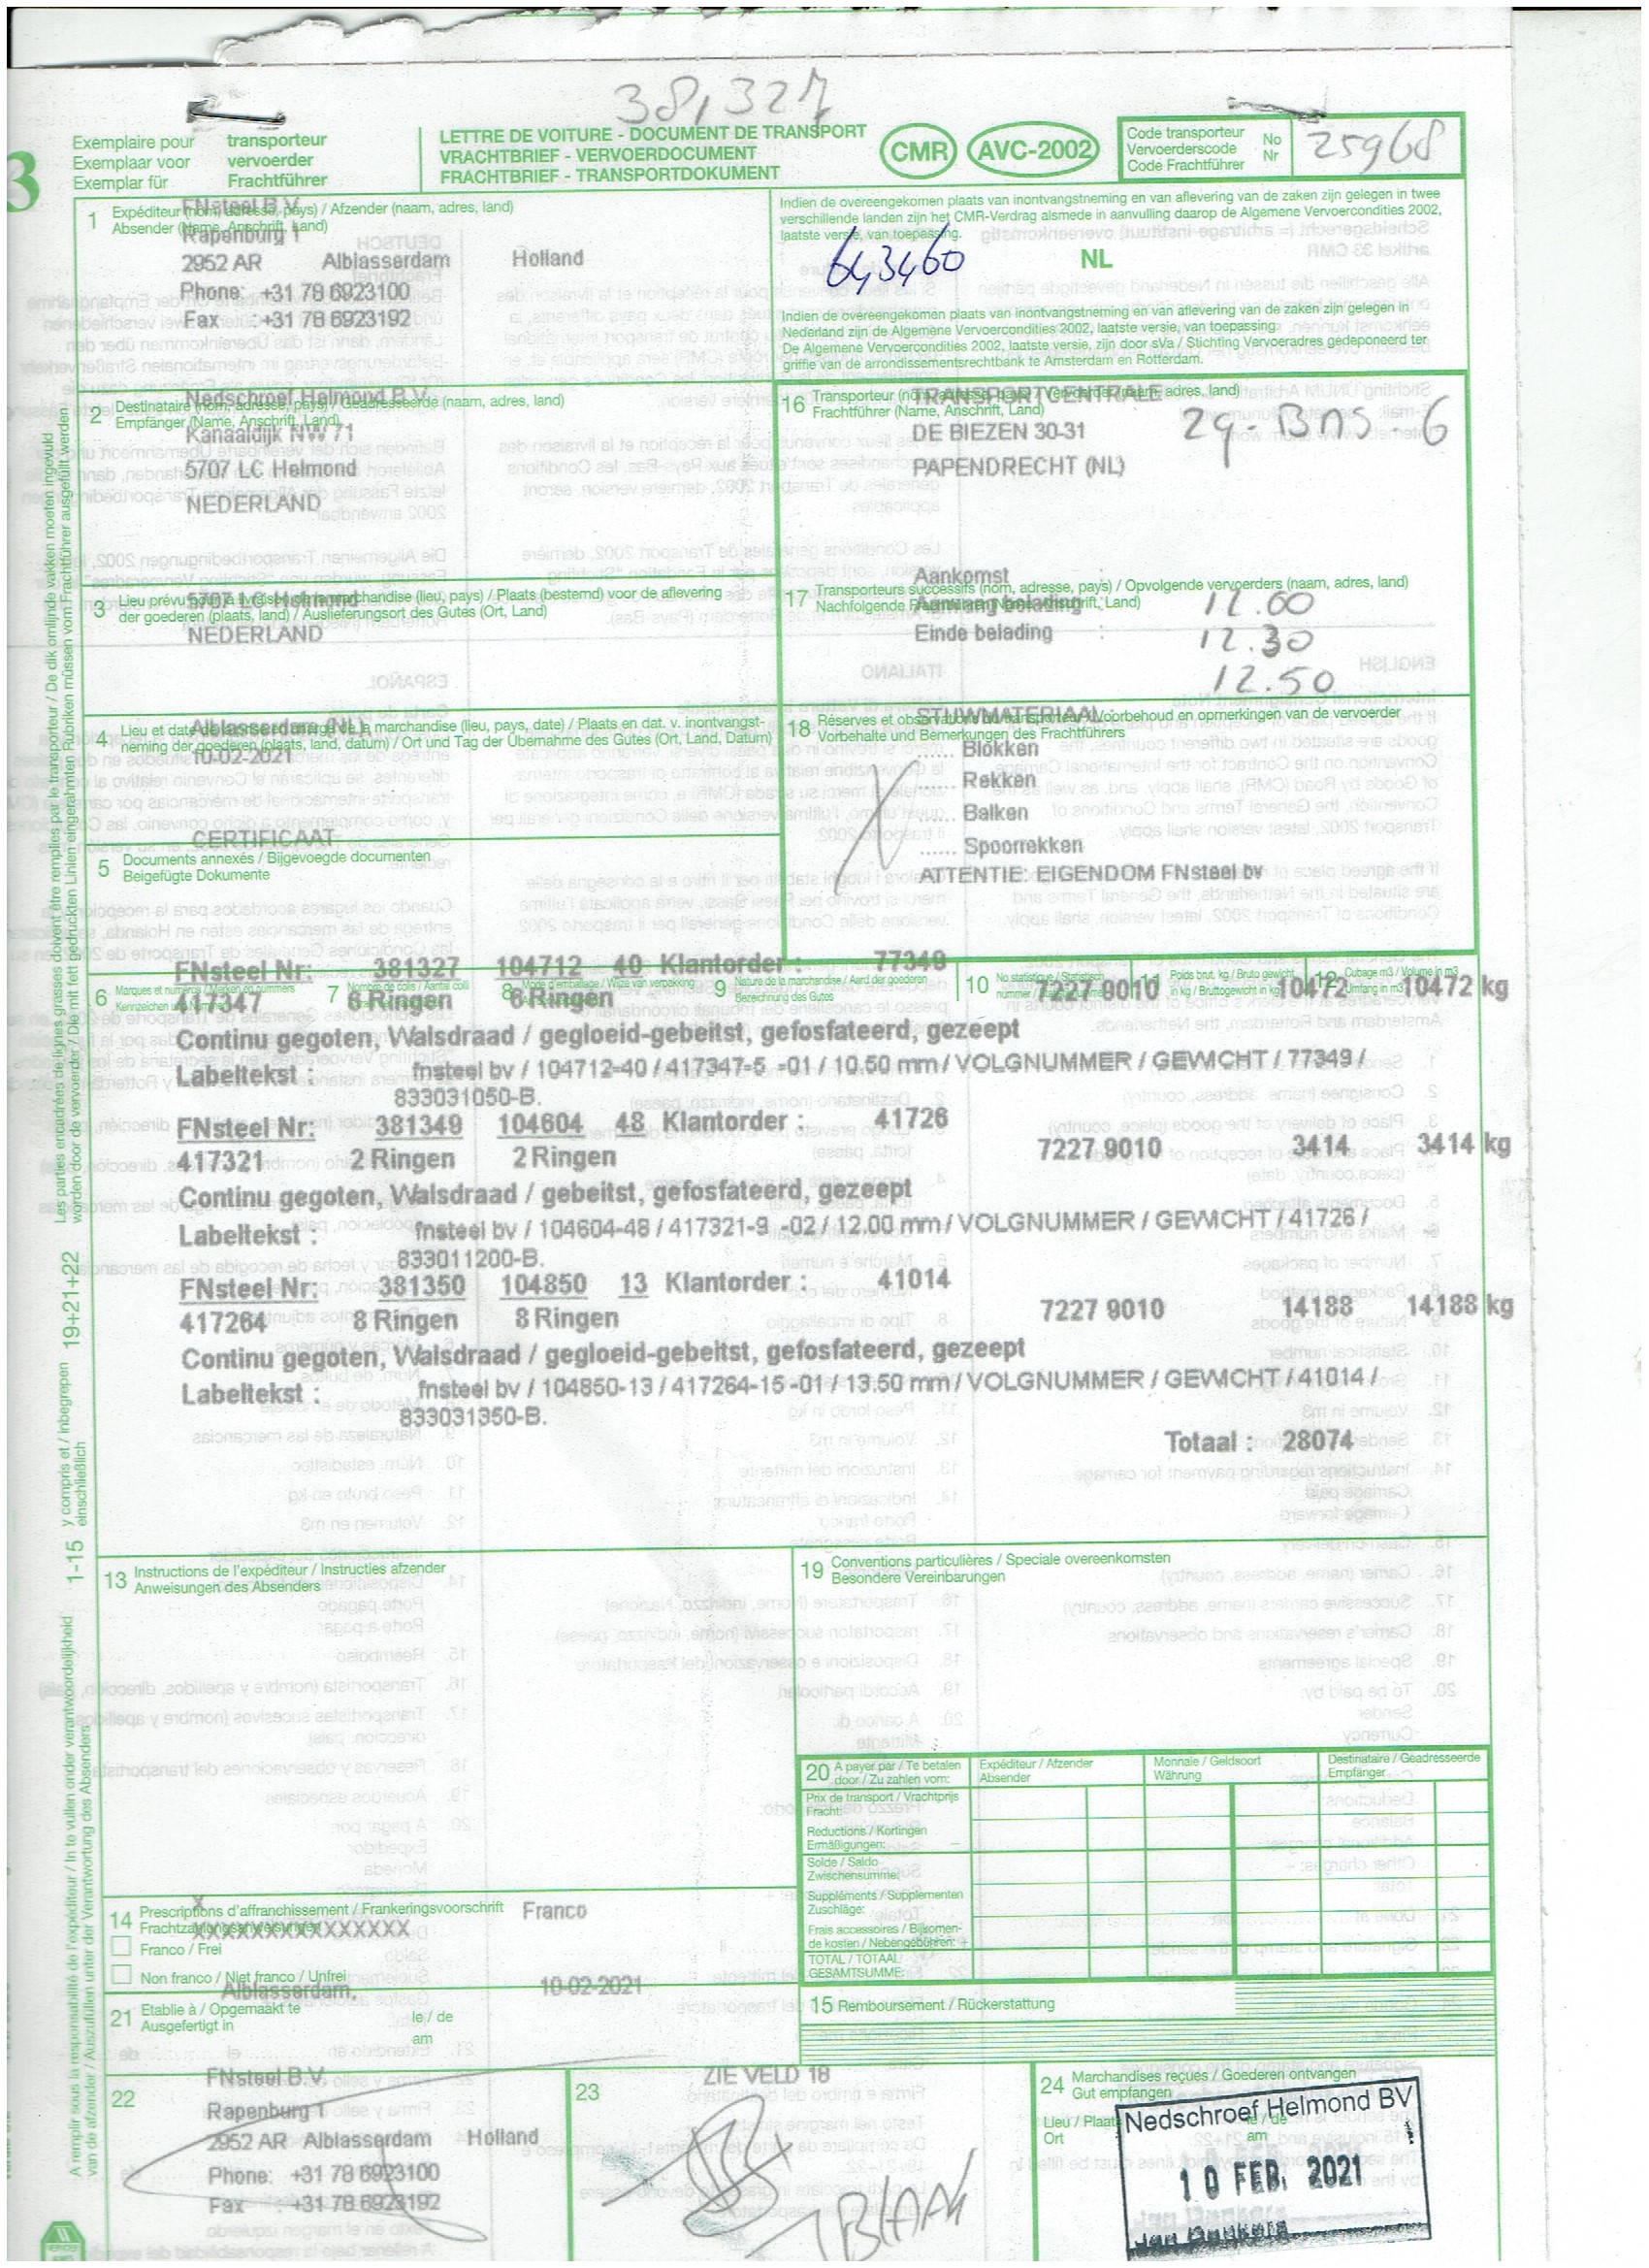 38,327
3
Exemplaire pour transporteur
Exemplaar voor vervoerder
Exemplar für Frachtführer
LETTRE DE VOITURE - DOCUMENT DE TRANSPORT
VRACHTBRIEF - VERVOERDOCUMENT
FRACHTBRIEF - TRANSPORTDOKUMENT
CMR AVC-2002
Code transporteur No
Vervoerderscode Nr
Code Frachtführer
25968
1 Expéditeur (nom, adresse, pays) / Afzender (naam, adres, land)
Absender (Name, Anschrift, Land)
FNsteel B.V.
Rapenburg 1
2952 AR Alblasserdam Holland
Phone: +31 78 6923100
Fax : +31 78 6923192
Indien de overeengekomen plaats van inontvangstneming en van aflevering van de zaken zijn gelegen in twee
verschillende landen zijn het CMR-Verdrag alsmede in aanvulling daarop de Algemene Vervoercondities 2002,
laatste versie, van toepassing.
643460
NL
Indien de overeengekomen plaats van inontvangstneming en van aflevering van de zaken zijn gelegen in
Nederland zijn de Algemene Vervoercondities 2002, laatste versie, van toepassing.
De Algemene Vervoercondities 2002, laatste versie, zijn door sVa / Stichting Vervoeradres gedeponeerd ter
griffie van de arrondissementsrechtbank te Amsterdam en Rotterdam.
2 Destinataire (nom, adresse, pays) / Geadresseerde (naam, adres, land)
Empfänger (Name, Anschrift, Land)
Nedschroef Helmond B.V.
Kanaaldijk NW 71
5707 LC Helmond
NEDERLAND
16 Transporteur (nom, adresse, pays) / Vervoerder (naam, adres, land)
Frachtführer (Name, Anschrift, Land)
TRANSPORTCENTRALE
DE BIEZEN 30-31
PAPENDRECHT (NL)
29-BNS-6
3 Lieu prévu pour la livraison de la marchandise (lieu, pays) / Plaats (bestemd) voor de aflevering
der goederen (plaats, land) / Auslieferungsort des Gutes (Ort, Land)
5707 LC Helmond
NEDERLAND
17 Transporteurs successifs (nom, adresse, pays) / Opvolgende vervoerders (naam, adres, land)
Nachfolgende Frachtführer (Name, Anschrift, Land)
Aankomst
Aanvang belading :
Einde belading :
12.00
12.30
12.50
4 Lieu et date de la prise en charge de la marchandise (lieu, pays, date) / Plaats en dat. v. inontvangst-
neming der goederen (plaats, land, datum) / Ort und Tag der Übernahme des Gutes (Ort, Land, Datum)
Alblasserdam (NL)
10-02-2021
18 Réserves et observations du transporteur / Voorbehoud en opmerkingen van de vervoerder
Vorbehalte und Bemerkungen des Frachtführers
STUWMATERIAAL:
...... Blokken
...... Rekken
...... Balken
...... Spoorrekken
ATTENTIE: EIGENDOM FNsteel bv
CERTIFICAAT
5 Documents annexés / Bijgevoegde documenten
Beigefügte Dokumente
6 Marques et numéros / Merken en nummers
Kennzeichen und Nummern
7 Nombre de colis / Aantal colli
8 Mode d'emballage / Wijze van verpakking
9 Nature de la marchandise / Aard der goederen
Bezeichnung des Gutes
10 No statistique / Statistisch
nummer
11 Poids brut, kg / Bruto gewicht
in kg / Bruttogewicht in kg
12 Cubage m3 / Volume in m3
Umfang in m3
FNsteel Nr: 381327 104712 40 Klantorder : 77349
417347 6 Ringen 6 Ringen 7227 9010 10472 10472 kg
Continu gegoten, Walsdraad / gegloeid-gebeitst, gefosfateerd, gezeept
Labeltekst : fnsteel bv / 104712-40 / 417347-5 -01 / 10.50 mm / VOLGNUMMER / GEWICHT / 77349 /
833031050-B.
FNsteel Nr: 381349 104604 48 Klantorder : 41726
417321 2 Ringen 2 Ringen 7227 9010 3414 3414 kg
Continu gegoten, Walsdraad / gebeitst, gefosfateerd, gezeept
Labeltekst : fnsteel bv / 104604-48 / 417321-9 -02 / 12.00 mm / VOLGNUMMER / GEWICHT / 41726 /
833011200-B.
FNsteel Nr: 381350 104850 13 Klantorder : 41014
417264 8 Ringen 8 Ringen 7227 9010 14188 14188 kg
Continu gegoten, Walsdraad / gegloeid-gebeitst, gefosfateerd, gezeept
Labeltekst : fnsteel bv / 104850-13 / 417264-15 -01 / 13.50 mm / VOLGNUMMER / GEWICHT / 41014 /
833031350-B.
Totaal : 28074
13 Instructions de l'expéditeur / Instructies afzender
Anweisungen des Absenders
19 Conventions particulières / Speciale overeenkomsten
Besondere Vereinbarungen
20 A payer par / Te betalen
door / Zu zahlen vom:
Expéditeur / Afzender
Absender
Monnaie / Geldsoort
Währung
Destinataire / Geadresseerde
Empfänger
Prix de transport / Vrachtprijs
Fracht:
Reductions / Kortingen
Ermäßigungen: –
Solde / Saldo
Zwischensumme:
Suppléments / Supplementen
Zuschläge:
Frais accessoires / Bijkomen-
de kosten / Nebengebühren: +
TOTAL / TOTAAL
GESAMTSUMME:
14 Prescriptions d'affranchissement / Frankeringsvoorschrift
Frachtzahlungsanweisungen
X
XXXXXXXXXXXXXXX
Franco
Franco / Frei
Non franco / Niet franco / Unfrei
15 Remboursement / Rückerstattung
21 Etablie à / Opgemaakt te
Ausgefertigt in
le / de
am
Alblasserdam, 10-02-2021
22
FNsteel B.V.
Rapenburg 1
2952 AR Alblasserdam Holland
Phone: +31 78 6923100
Fax : +31 78 6923192
23
ZIE VELD 18
24 Marchandises reçues / Goederen ontvangen
Gut empfangen
Lieu / Plaats
Ort
le / de
am
Nedschroef Helmond BV
10 FEB. 2021
Les parties encadrées de lignes grasses doivent être remplies par le transporteur / De dik omlijnde vakken moeten ingevuld
worden door de vervoerder / Die mit fett gedruckten Linien eingerahmten Rubriken müssen vom Frachtführer ausgefüllt werden
19+21+22
y compris et / inbegrepen
einschließlich
1-15
A remplir sous la responsabilité de l'expéditeur / In te vullen onder verantwoordelijkheid
van de afzender / Auszufüllen unter der Verantwortung des Absenders